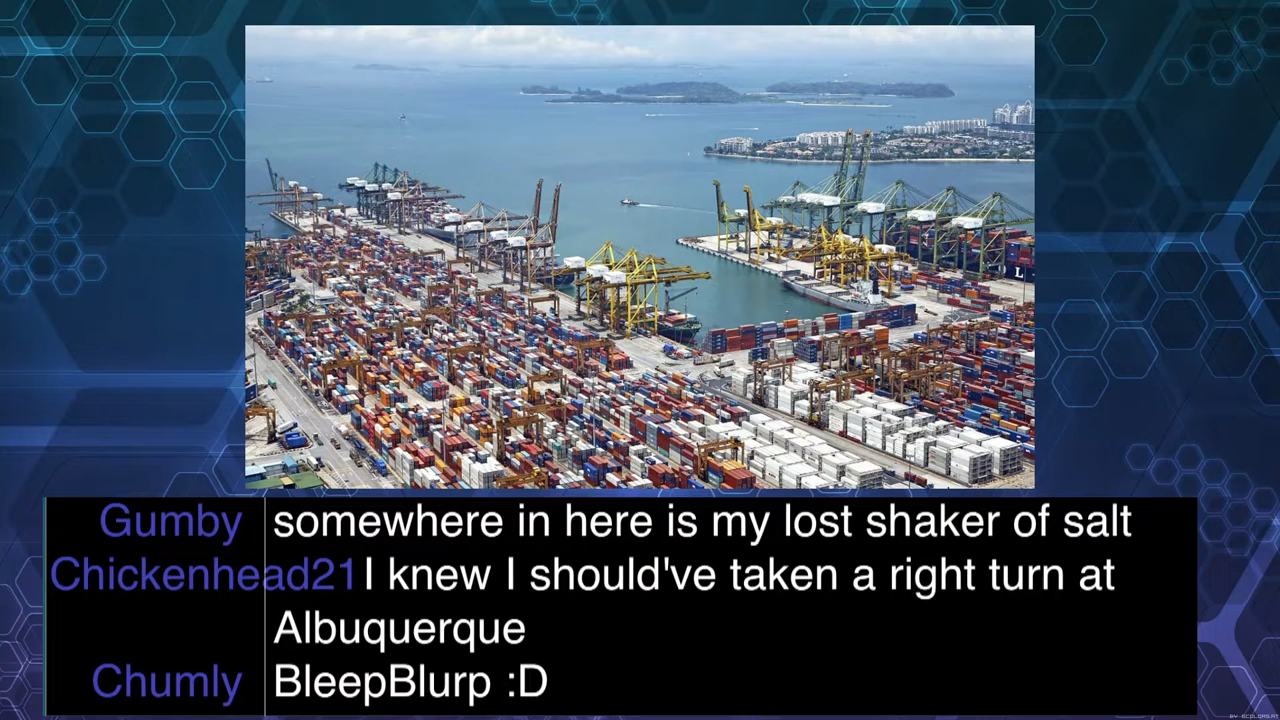 Gumby somewhere in here is my lost shaker of salt
Chickenhead21 I knew I should've taken a right turn at
Albuquerque
Chumly BleepBlurp :D